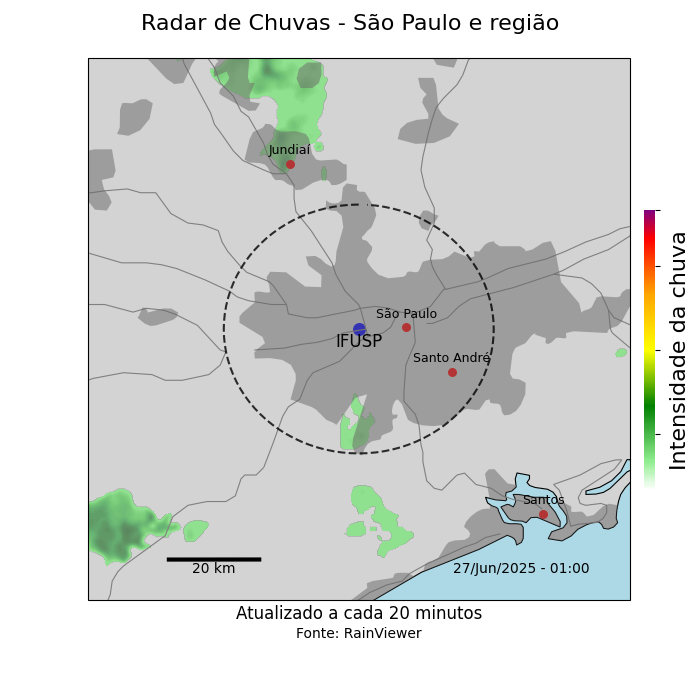 Radar de Chuvas - São Paulo e região
Jundiaí
São Paulo
IFUSP
Santo André
Santos
20 km
27/Jun/2025 - 01:00
Intensidade da chuva
Atualizado a cada 20 minutos
Fonte: RainViewer